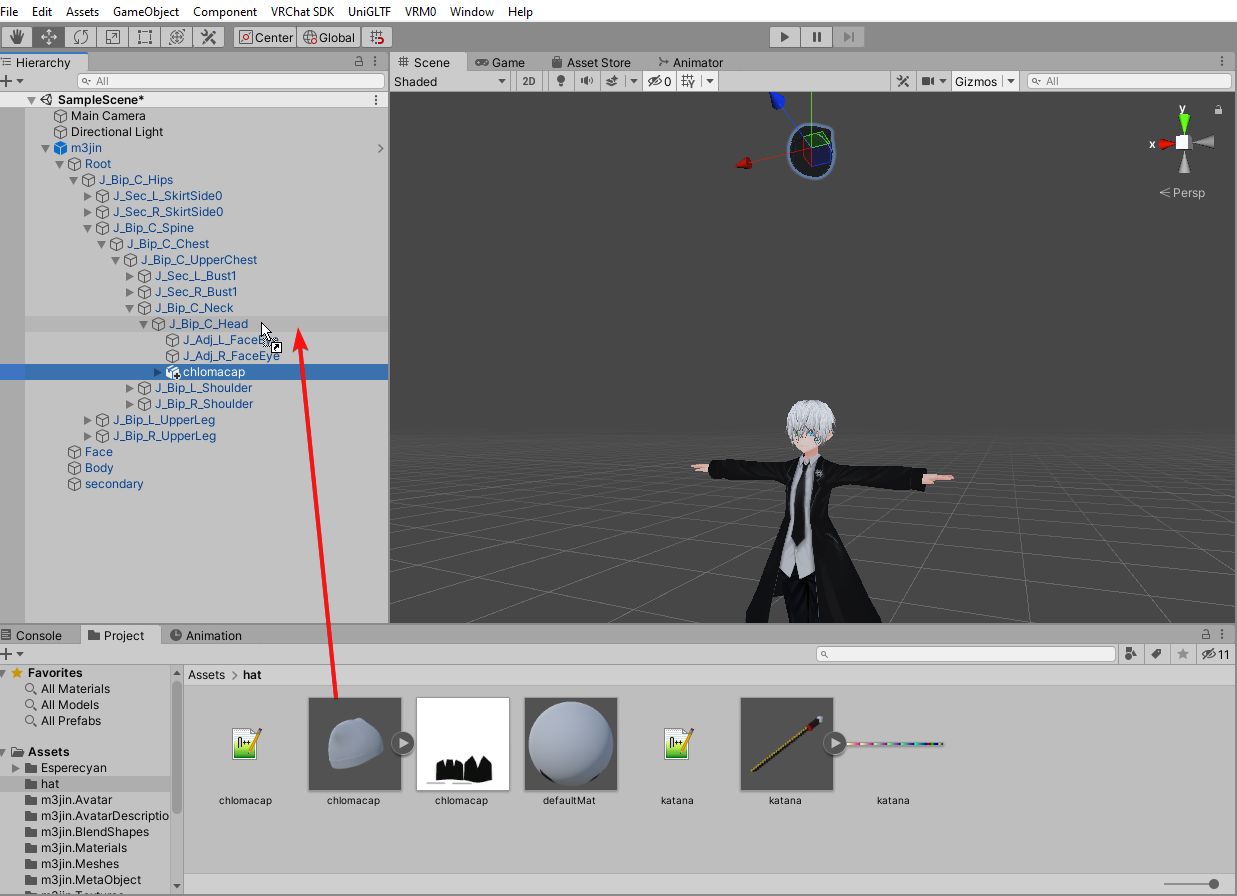 File Edit Assets GameObject Component VRChat SDK UniGLTF VRM0 Window Help
Center Global
Hierarchy
All
Scene Game Asset Store Animator
Shaded 2D 0 Gizmos All
SampleScene*
Main Camera
Directional Light
m3jin
Root
J_Bip_C_Hips
J_Sec_L_SkirtSide0
J_Sec_R_SkirtSide0
J_Bip_C_Spine
J_Bip_C_Chest
J_Bip_C_UpperChest
J_Sec_L_Bust1
J_Sec_R_Bust1
J_Bip_C_Neck
J_Bip_C_Head
J_Adj_L_FaceEye
J_Adj_R_FaceEye
chlomacap
J_Bip_L_Shoulder
J_Bip_R_Shoulder
J_Bip_L_UpperLeg
J_Bip_R_UpperLeg
Face
Body
secondary
y
x
Persp
Console Project Animation
11
Favorites
All Materials
All Models
All Prefabs
Assets
Esperecyan
hat
m3jin.Avatar
m3jin.AvatarDescriptio
m3jin.BlendShapes
m3jin.Materials
m3jin.Meshes
m3jin.MetaObject
Assets > hat
chlomacap chlomacap chlomacap defaultMat katana katana katana